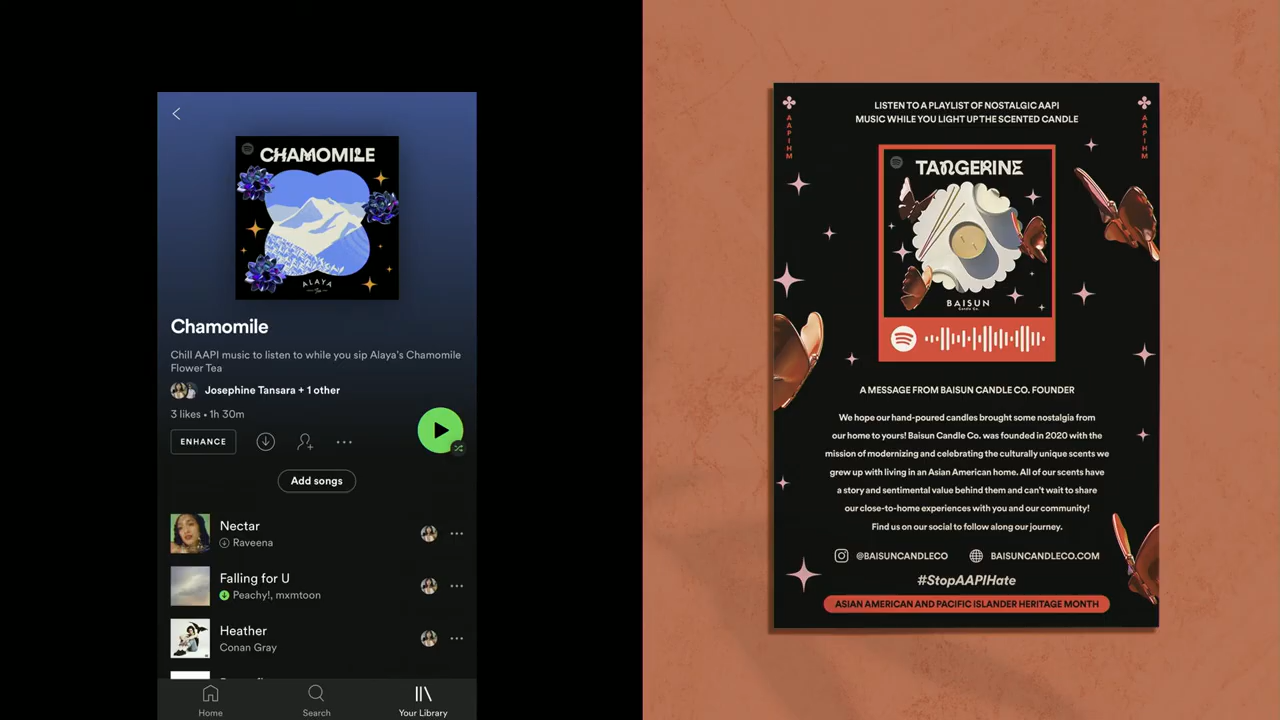 CHAMOMILE
ALAYA
Tea
Chamomile
Chill AAPI music to listen to while you sip Alaya's Chamomile
Flower Tea
Josephine Tansara + 1 other
3 likes • 1h 30m
ENHANCE
Add songs
Nectar
Raveena
Falling for U
Peachy!, mxmtoon
Heather
Conan Gray
Home
Search
Your Library
LISTEN TO A PLAYLIST OF NOSTALGIC AAPI
MUSIC WHILE YOU LIGHT UP THE SCENTED CANDLE
AAPIHM
AAPIHM
TANGERINE
BAISUN
Candle Co.
A MESSAGE FROM BAISUN CANDLE CO. FOUNDER
We hope our hand-poured candles brought some nostalgia from
our home to yours! Baisun Candle Co. was founded in 2020 with the
mission of modernizing and celebrating the culturally unique scents we
grew up with living in an Asian American home. All of our scents have
a story and sentimental value behind them and can't wait to share
our close-to-home experiences with you and our community!
Find us on our social to follow along our journey.
@BAISUNCANDLECO
BAISUNCANDLECO.COM
#StopAAPIHate
ASIAN AMERICAN AND PACIFIC ISLANDER HERITAGE MONTH